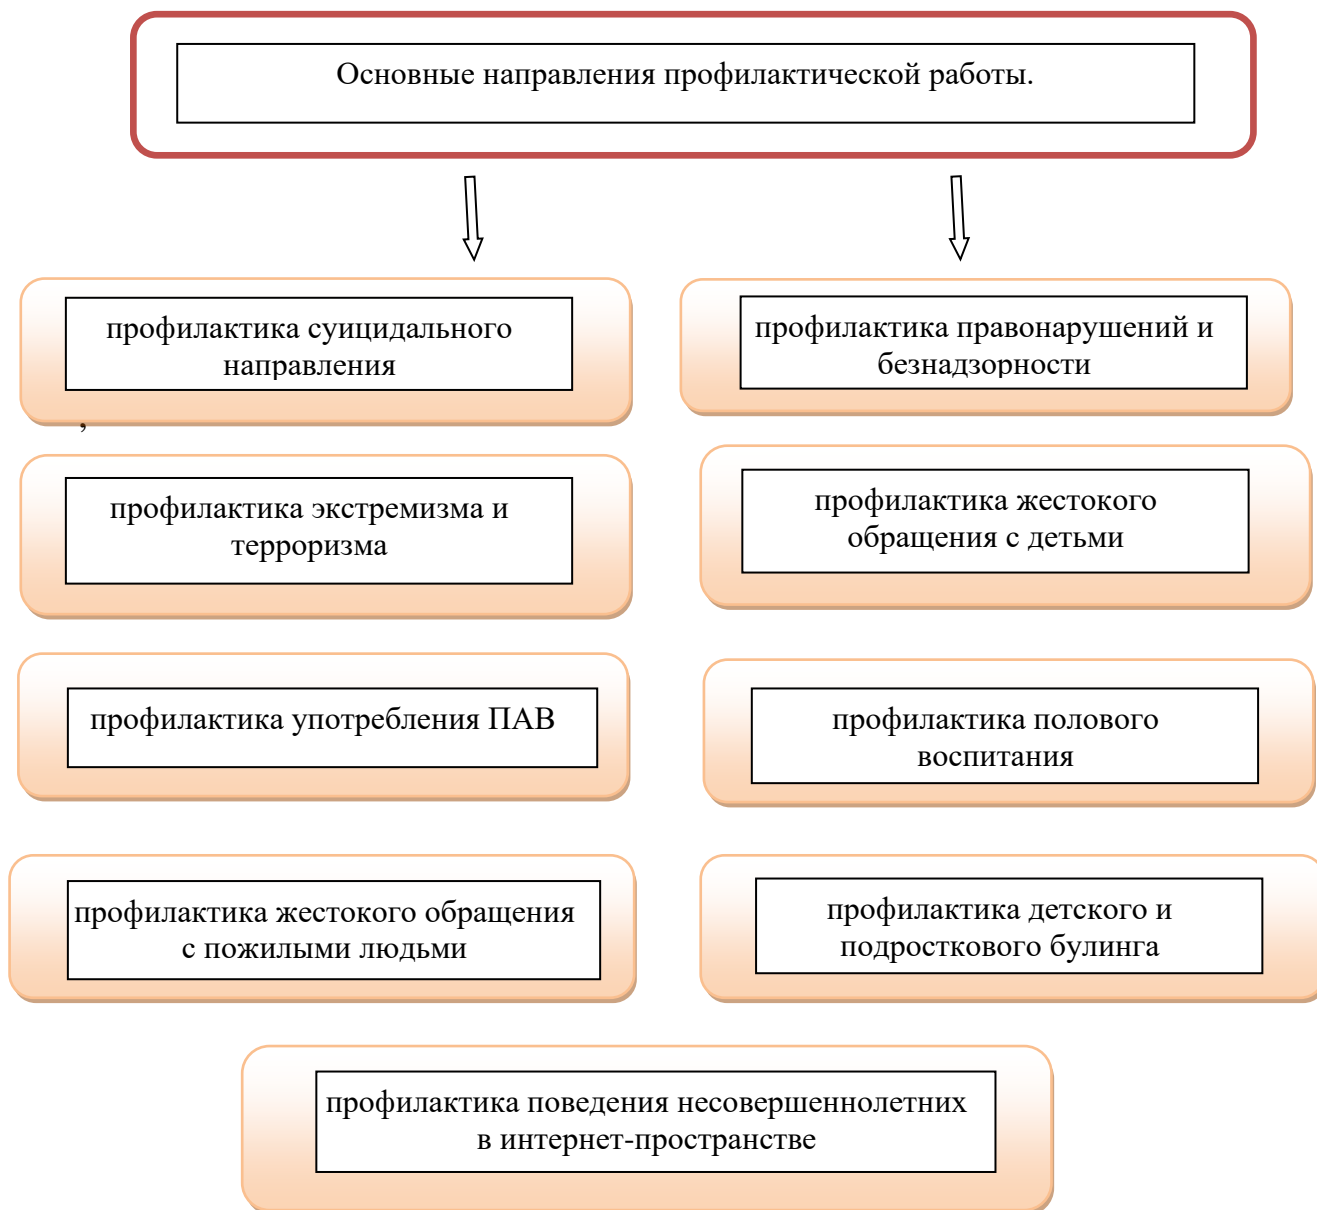 Основные направления профилактической работы.
профилактика суицидального
направления
,
профилактика правонарушений и
безнадзорности
профилактика экстремизма и
терроризма
профилактика жестокого
обращения с детьми
профилактика употребления ПАВ
профилактика полового
воспитания
профилактика жестокого обращения
с пожилыми людьми
профилактика детского и
подросткового булинга
профилактика поведения несовершеннолетних
в интернет-пространстве